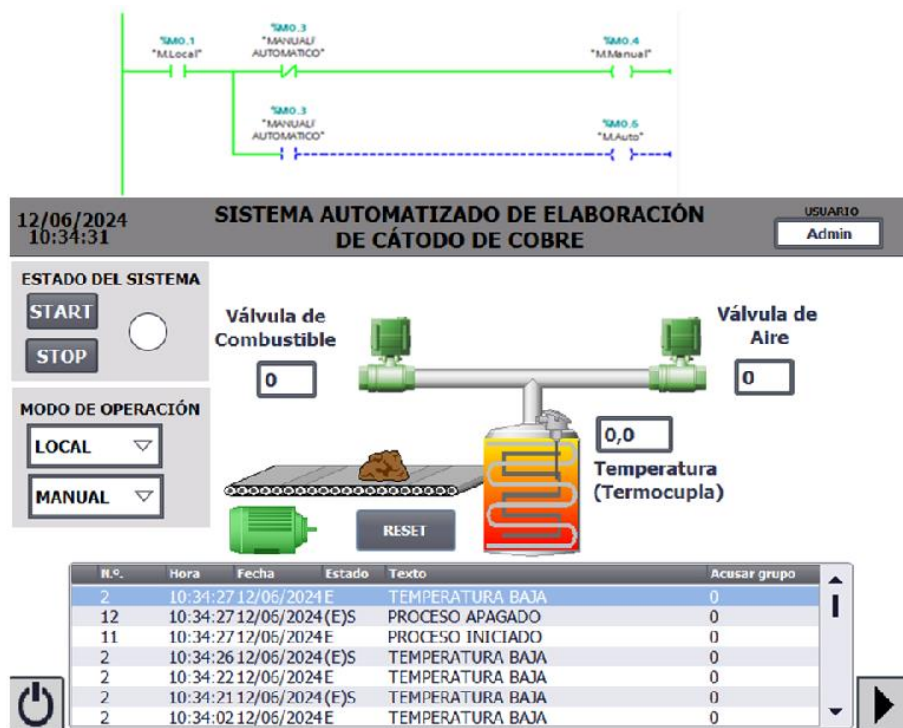 %M0.1
"M.Local"
%M0.3
"MANUAL/
AUTOMATICO"
%M0.4
"M.Manual"
%M0.3
"MANUAL/
AUTOMATICO"
%M0.5
"M.Auto"
12/06/2024
10:34:31
SISTEMA AUTOMATIZADO DE ELABORACIÓN
DE CÁTODO DE COBRE
USUARIO
Admin
ESTADO DEL SISTEMA
START
STOP
Válvula de
Combustible
0
Válvula de
Aire
0
MODO DE OPERACIÓN
LOCAL
MANUAL
0,0
Temperatura
(Termocupla)
RESET
N.º. Hora Fecha Estado Texto Acusar grupo
2 10:34:27 12/06/2024 E TEMPERATURA BAJA 0
12 10:34:27 12/06/2024 (E)S PROCESO APAGADO 0
11 10:34:27 12/06/2024 E PROCESO INICIADO 0
2 10:34:26 12/06/2024 (E)S TEMPERATURA BAJA 0
2 10:34:22 12/06/2024 E TEMPERATURA BAJA 0
2 10:34:21 12/06/2024 (E)S TEMPERATURA BAJA 0
2 10:34:02 12/06/2024 E TEMPERATURA BAJA 0